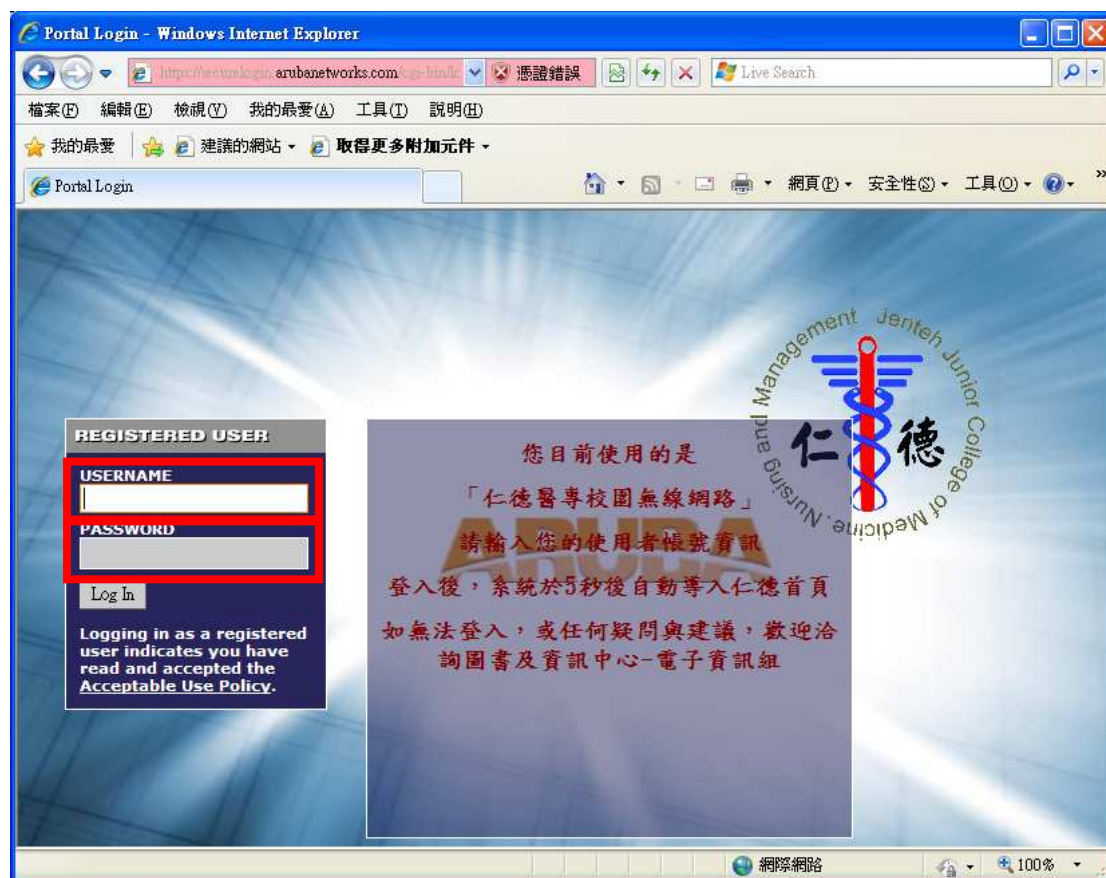 Portal Login - Windows Internet Explorer
https://securelogin.arubanetworks.com/cgi-bin/lo
憑證錯誤
Live Search
檔案(F) 編輯(E) 檢視(V) 我的最愛(A) 工具(T) 說明(H)
我的最愛 建議的網站 取得更多附加元件
Portal Login
網頁(P) 安全性(S) 工具(O) »
Jenteh Junior College of Medicine, Nursing and Management
仁德
REGISTERED USER
USERNAME
PASSWORD
Log In
Logging in as a registered
user indicates you have
read and accepted the
Acceptable Use Policy.
您目前使用的是
「仁德醫專校園無線網路」
ARUBA
請輸入您的使用者帳號資訊
登入後，系統於5秒後自動導入仁德首頁
如無法登入，或任何疑問與建議，歡迎洽
詢圖書及資訊中心-電子資訊組
網際網路
100%